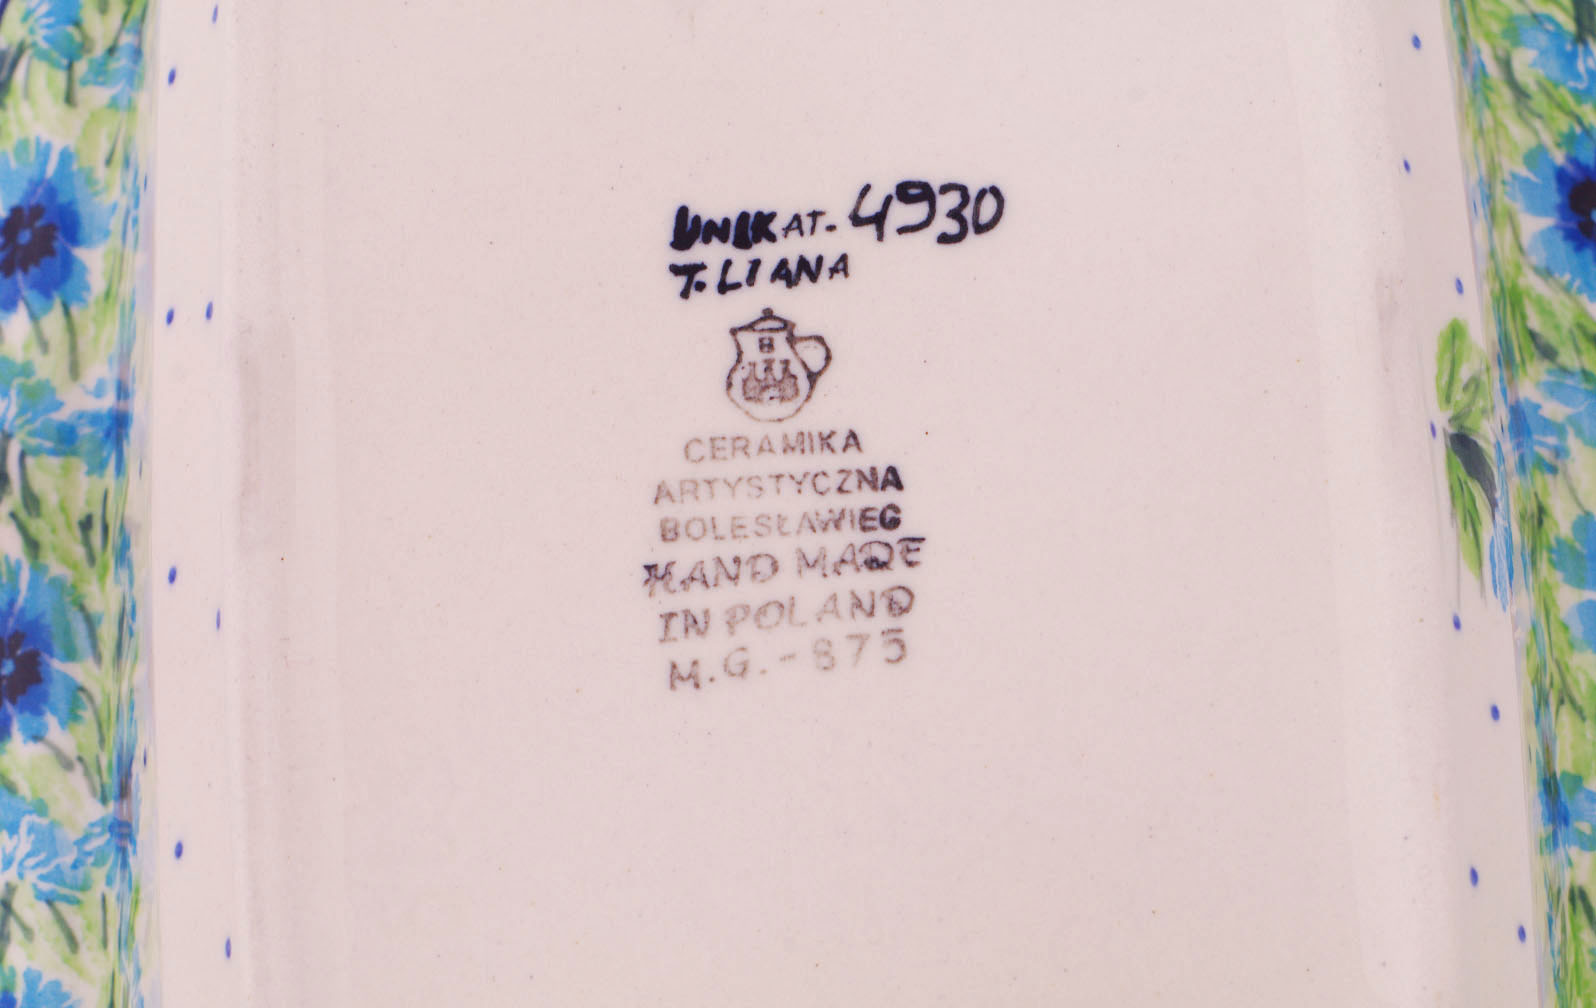 UNIKAT-4930
T. LIANA
CERAMIKA
ARTYSTYCZNA
BOLESŁAWIEC
HAND MADE
IN POLAND
M.G.-875